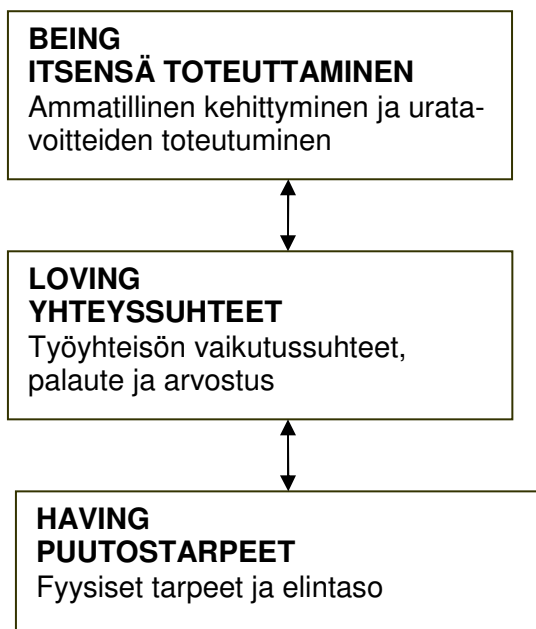 BEING
ITSENSÄ TOTEUTTAMINEN
Ammatillinen kehittyminen ja urata-
voitteiden toteutuminen
LOVING
YHTEYSSUHTEET
Työyhteisön vaikutussuhteet,
palaute ja arvostus
HAVING
PUUTOSTARPEET
Fyysiset tarpeet ja elintaso